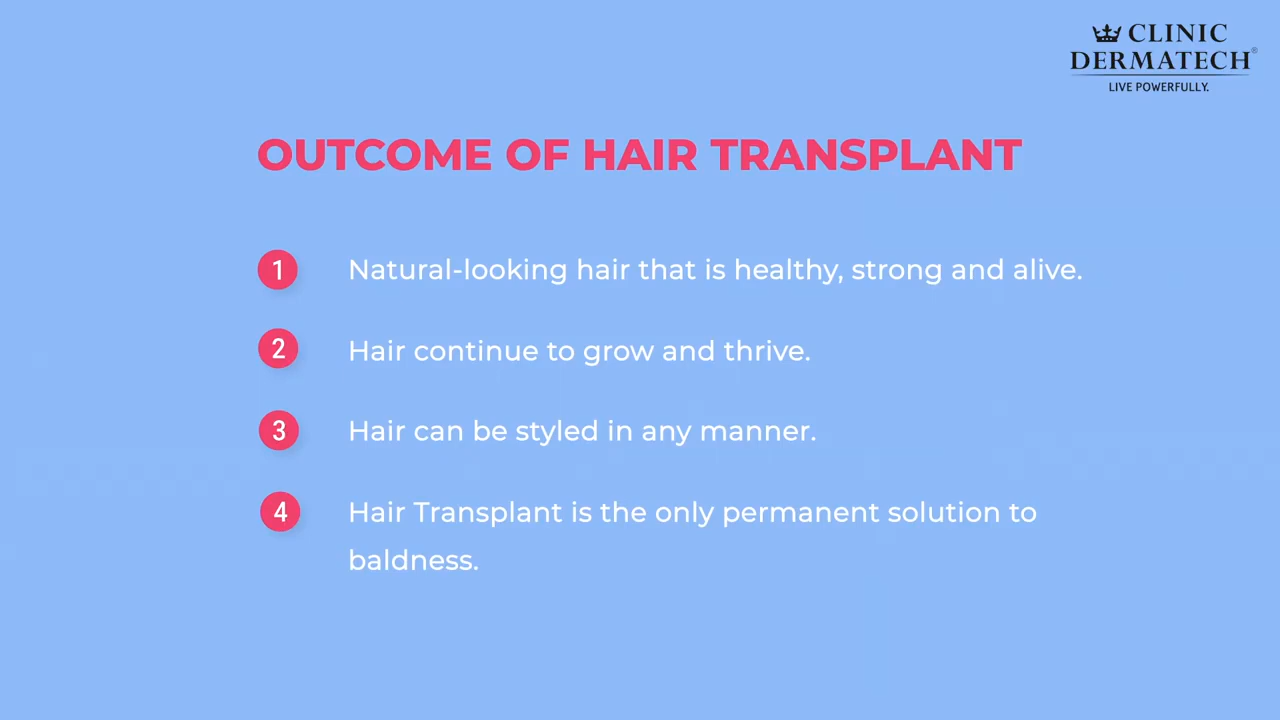 CLINIC
DERMATECH®
LIVE POWERFULLY.
OUTCOME OF HAIR TRANSPLANT
1 Natural-looking hair that is healthy, strong and alive.
2 Hair continue to grow and thrive.
3 Hair can be styled in any manner.
4 Hair Transplant is the only permanent solution to
baldness.